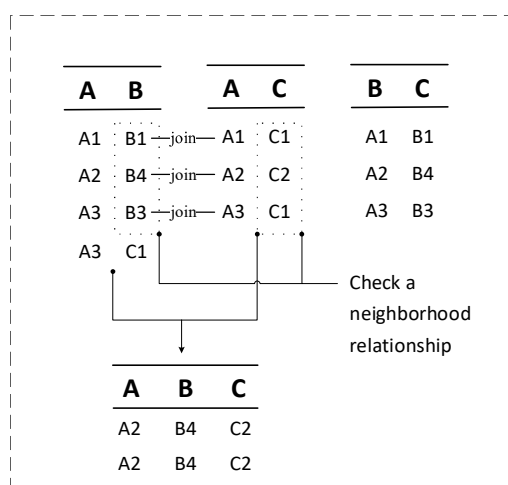 A B A C B C
A1 B1 join A1 C1 A1 B1
A2 B4 join A2 C2 A2 B4
A3 B3 join A3 C1 A3 B3
A3 C1
Check a
neighborhood
relationship
A B C
A2 B4 C2
A2 B4 C2